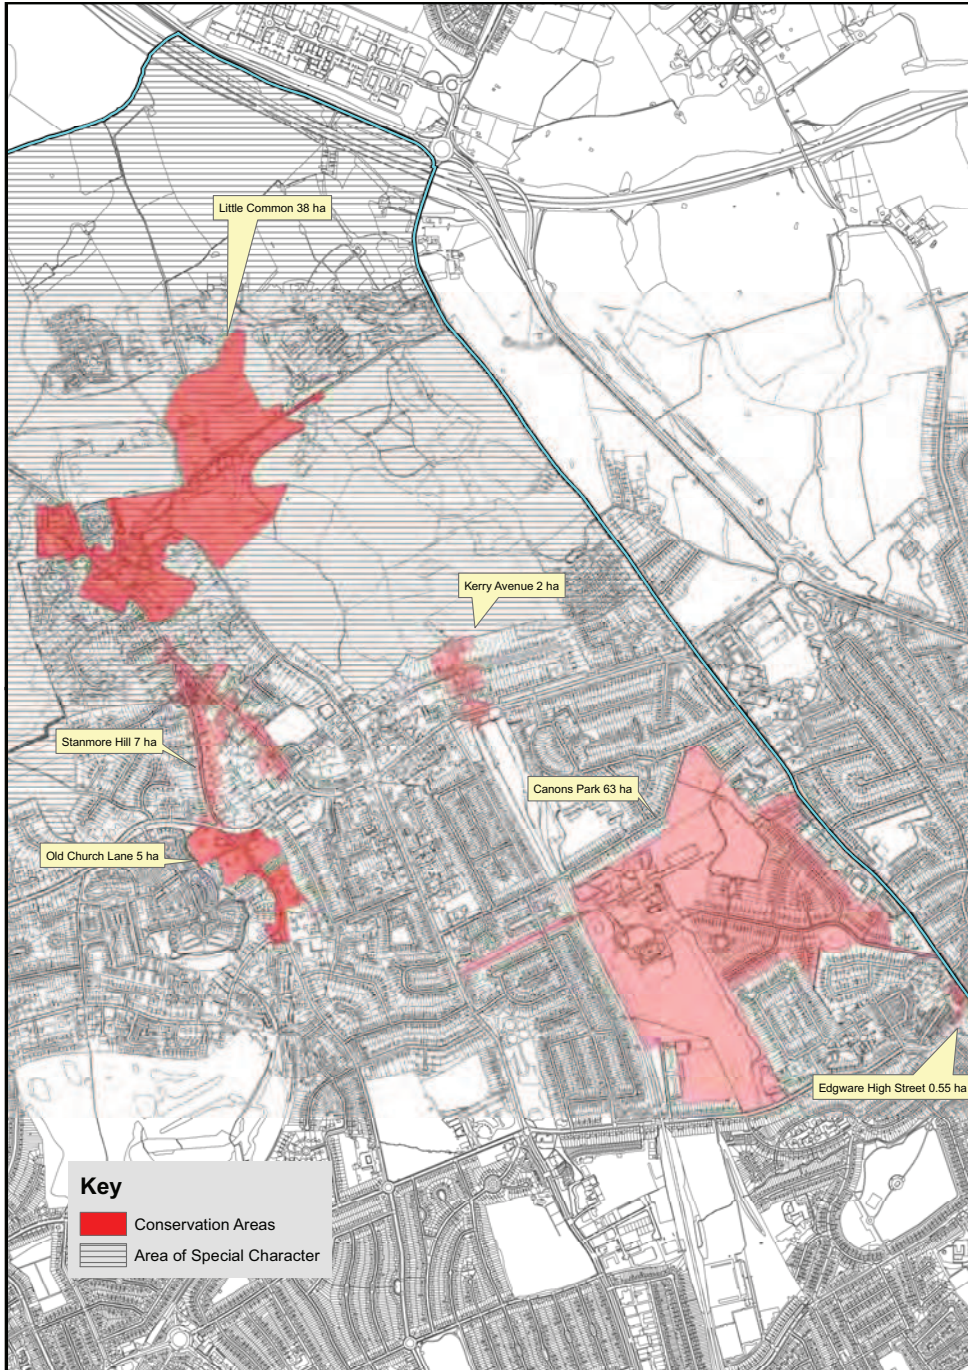 Little Common 38 ha
Kerry Avenue 2 ha
Stanmore Hill 7 ha
Canons Park 63 ha
Old Church Lane 5 ha
Edgware High Street 0.55 ha
Key
Conservation Areas
Area of Special Character